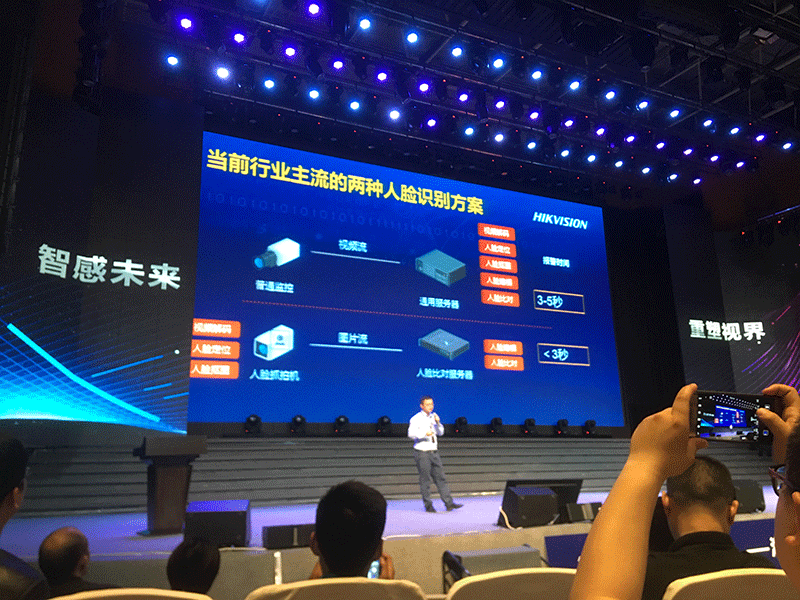 当前行业主流的两种人脸识别方案
1010101010101011111
HIKVISION
智感未来
重塑视界
视频流
普通监控
通用服务器
视频解码
人脸定位
人脸抓图
人脸建模
人脸比对
报警时间
3-5秒
视频解码
人脸定位
人脸抓图
图片流
人脸抓拍机
人脸比对服务器
人脸建模
人脸比对
<3秒